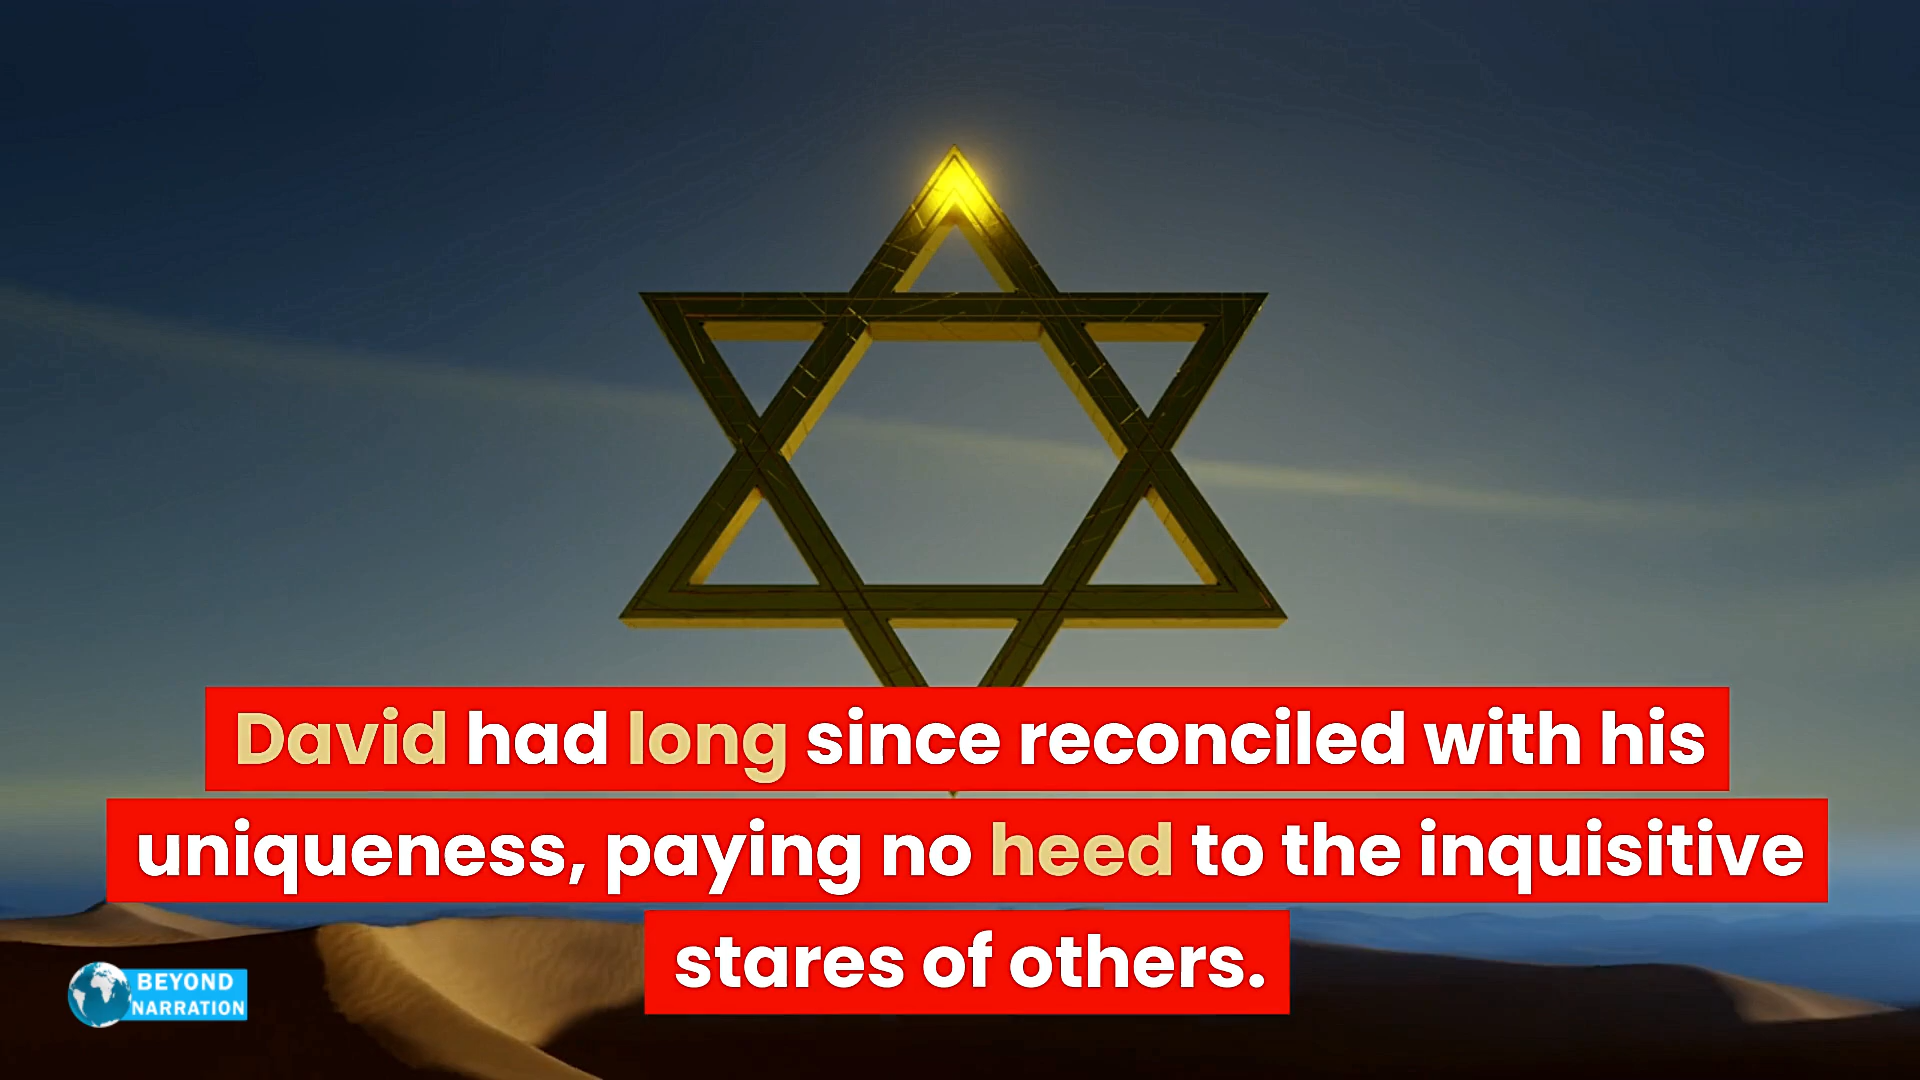 David had long since reconciled with his
uniqueness, paying no heed to the inquisitive
stares of others.
BEYOND
NARRATION